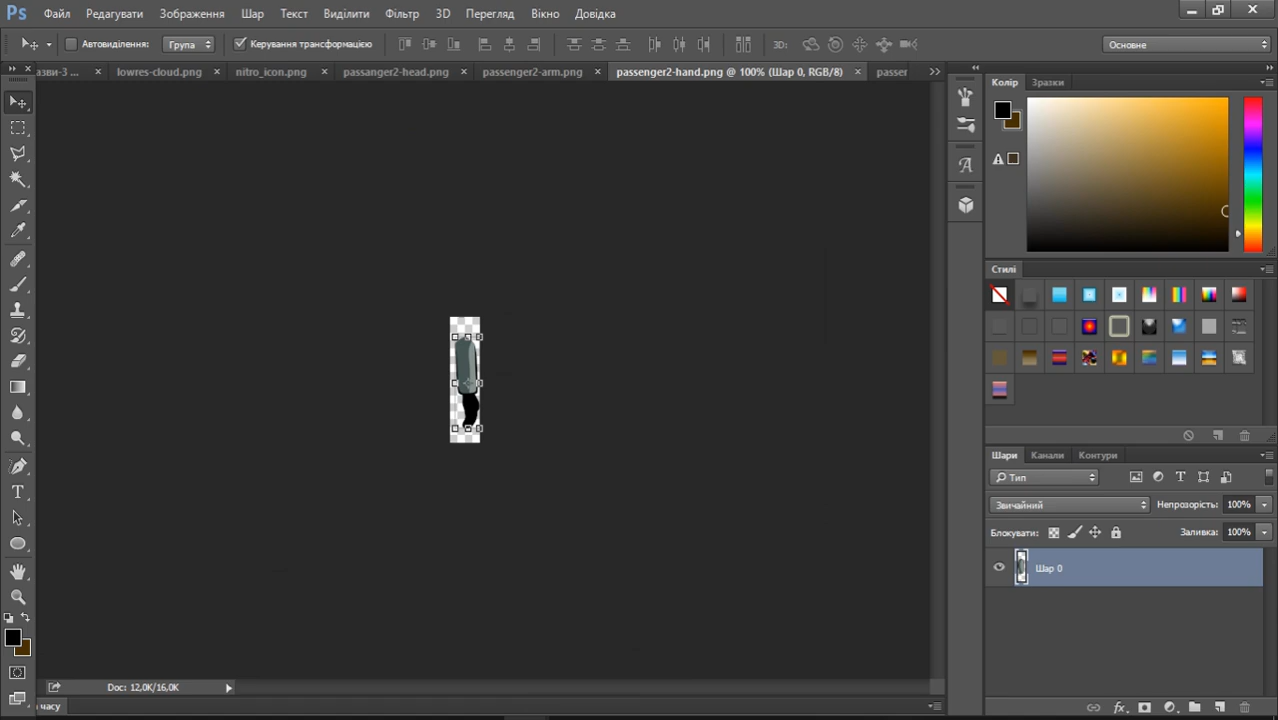 Ps Файл Редагувати Зображення Шар Текст Виділити Фільтр 3D Перегляд Вікно Довідка
Автовиділення: Група Керування трансформацією 3D: Основне
азви-3 ... × lowres-cloud.png × nitro_icon.png × passanger2-head.png × passenger2-arm.png × passenger2-hand.png @ 100% (Шар 0, RGB/8) × passer
Колір Зразки
Стилі
Шари Канали Контури
Тип
Звичайний Непрозорість: 100%
Блокувати: Заливка: 100%
Шар 0
Doc: 12,0K/16,0K
часу